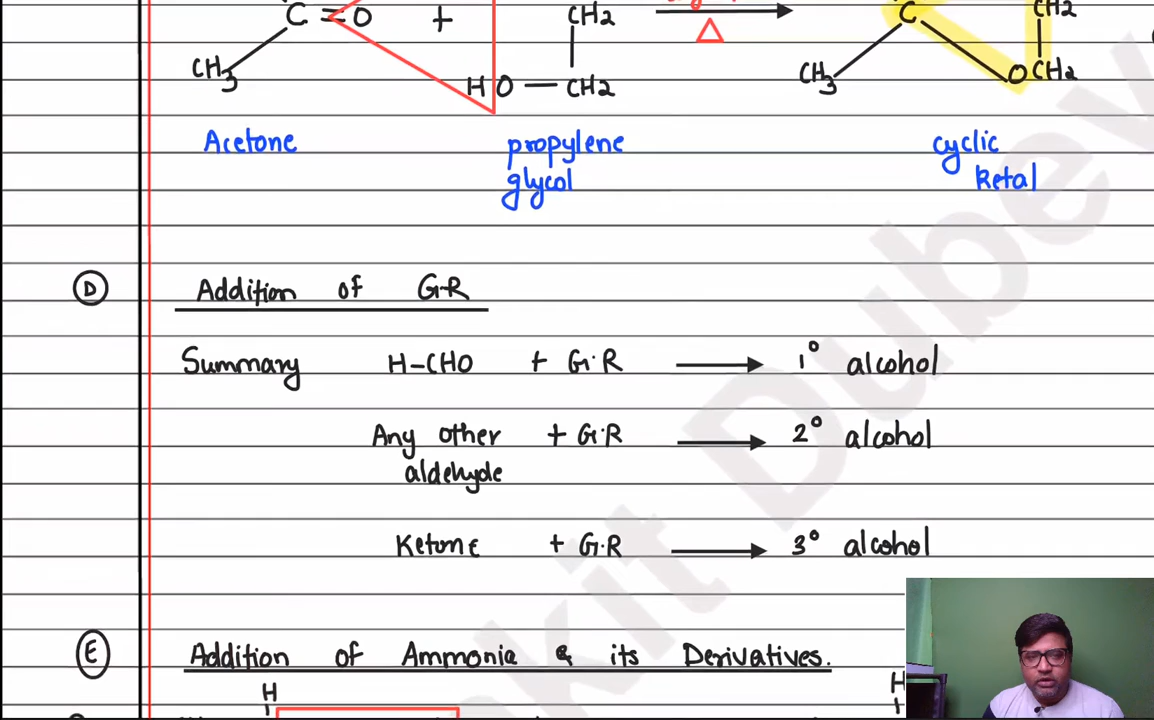 C = O + CH2 C CH2
CH3 HO — CH2 CH3 O CH2
Acetone propylene cyclic
glycol ketal
D Addition of G·R
Summary H-CHO + G·R → 1° alcohol
Any other + G·R → 2° alcohol
aldehyde
Ketone + G·R → 3° alcohol
E Addition of Ammonia & its Derivatives.
H H